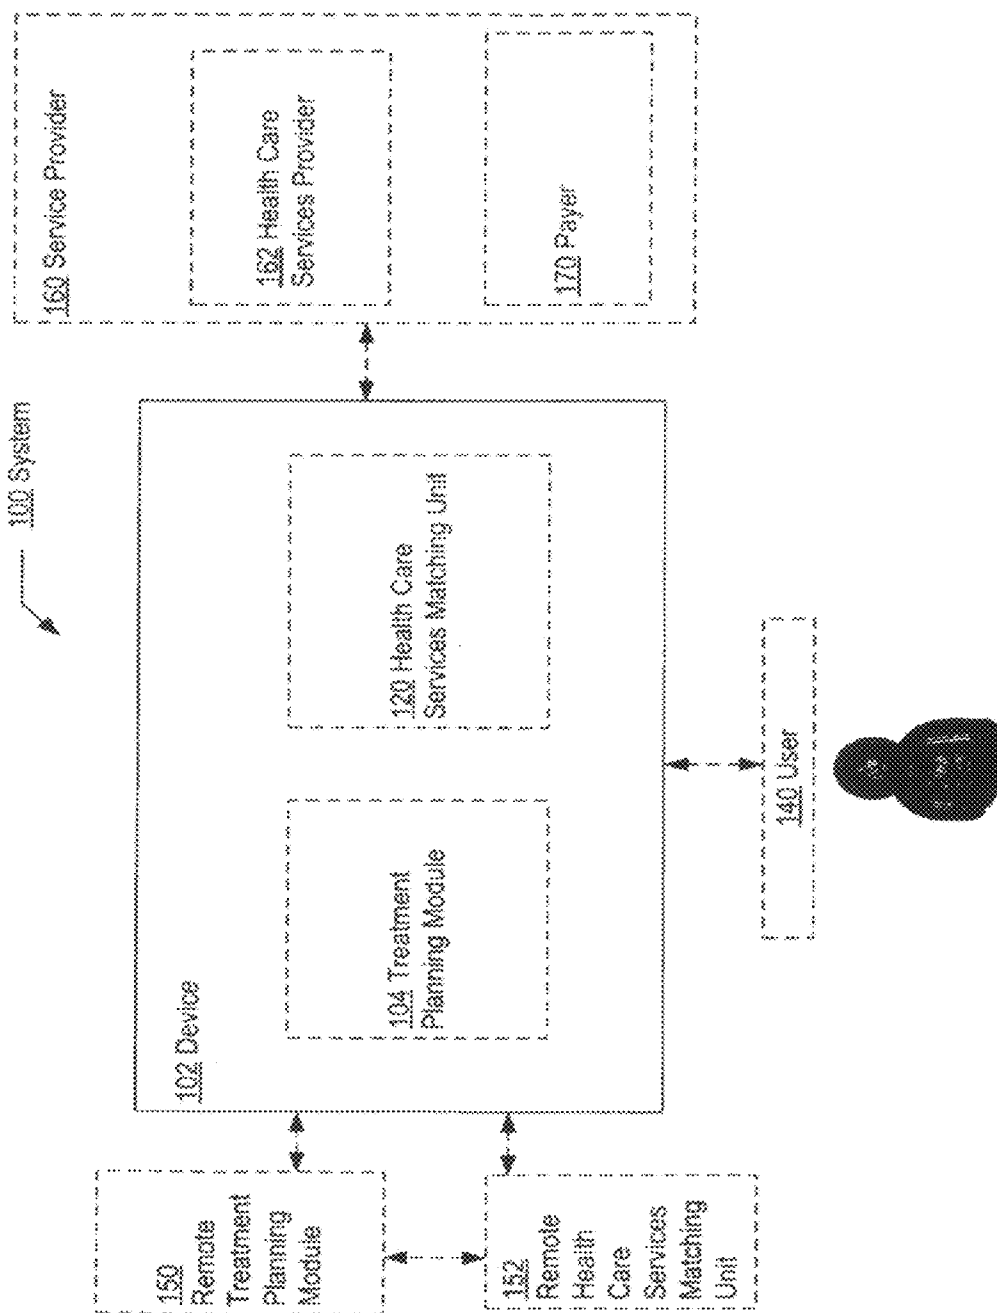 100 System
102 Device
104 Treatment
Planning Module
120 Health Care
Services Matching Unit
140 User
150
Remote
Treatment
Planning
Module
152
Remote
Health
Care
Services
Matching
Unit
160 Service Provider
162 Health Care
Services Provider
170 Payer